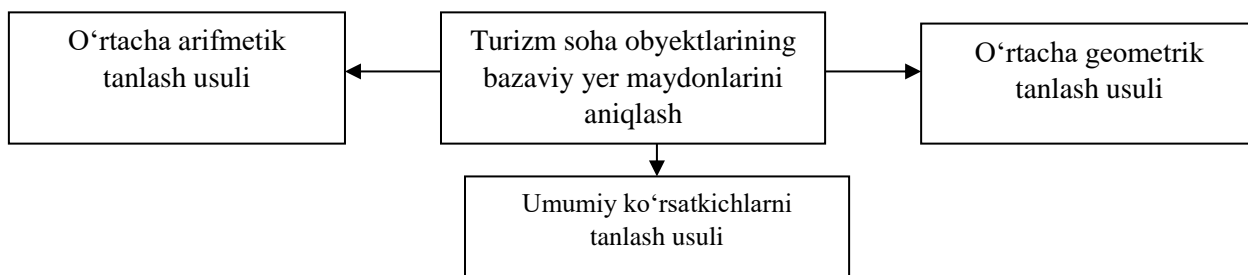 O‘rtacha arifmetik
tanlash usuli
Turizm soha obyektlarining
bazaviy yer maydonlarini
aniqlash
O‘rtacha geometrik
tanlash usuli
Umumiy ko‘rsatkichlarni
tanlash usuli